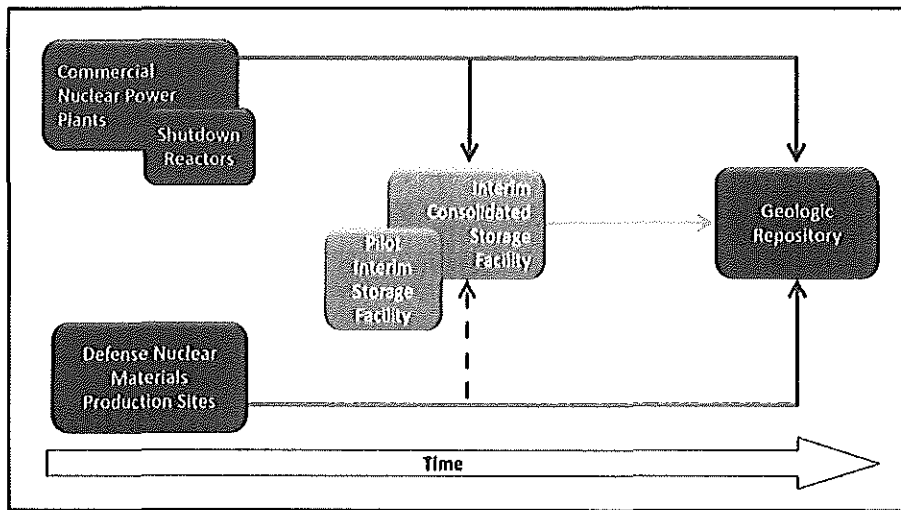 Commercial
Nuclear Power
Plants
Shutdown
Reactors
Interim
Consolidated
Storage
Facility
Pilot
Interim
Storage
Facility
Geologic
Repository
Defense Nuclear
Materials
Production Sites
Time